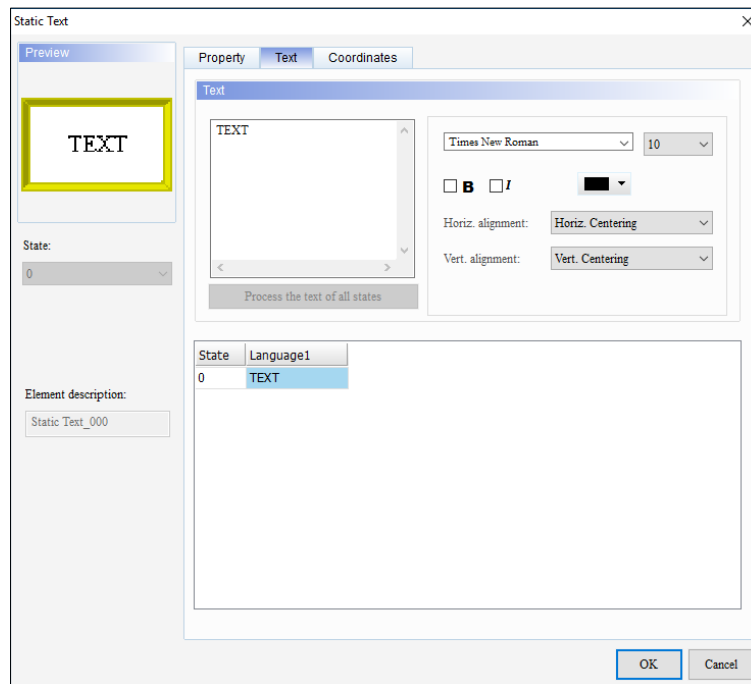 Static Text
Preview
TEXT
State:
0
Element description:
Static Text_000
Property Text Coordinates
Text
TEXT
Process the text of all states
Times New Roman 10
B I
Horiz. alignment: Horiz. Centering
Vert. alignment: Vert. Centering
State Language1
0 TEXT
OK Cancel